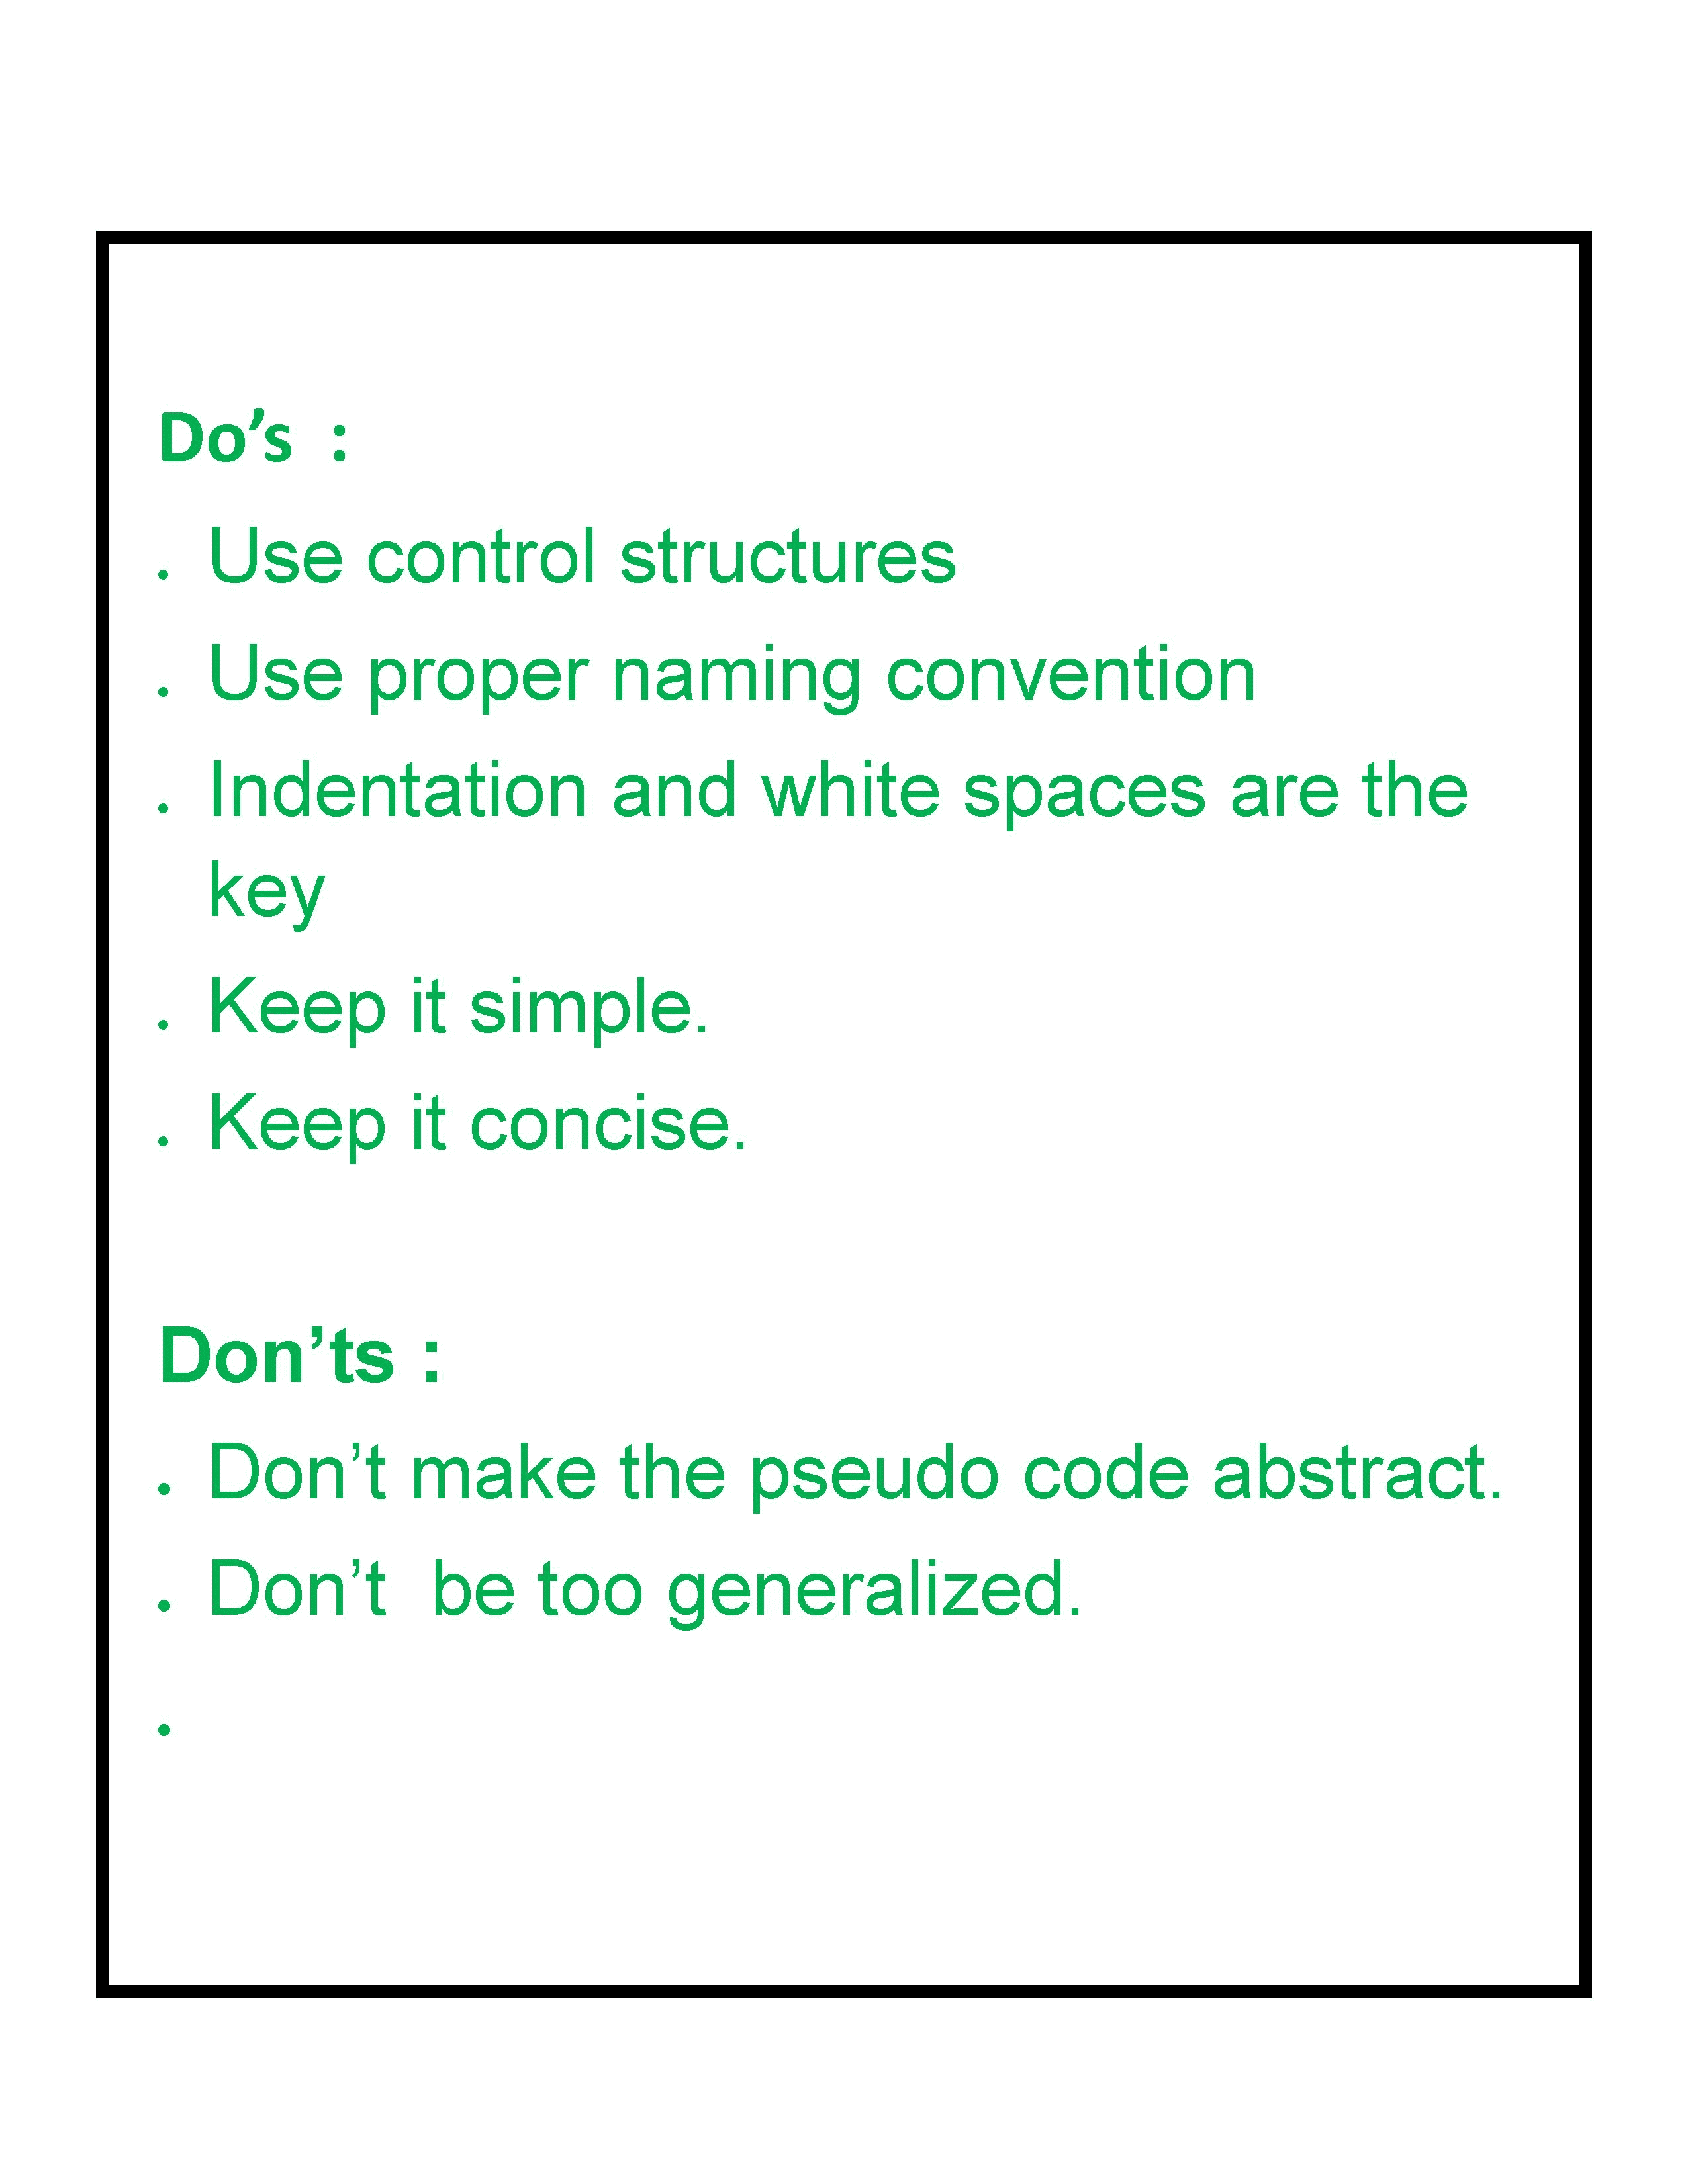 Do’s  :
. Use control structures
. Use proper naming convention
. Indentation and white spaces are the
key
. Keep it simple.
. Keep it concise.
Don’ts :
. Don’t make the pseudo code abstract.
. Don’t  be too generalized.
.